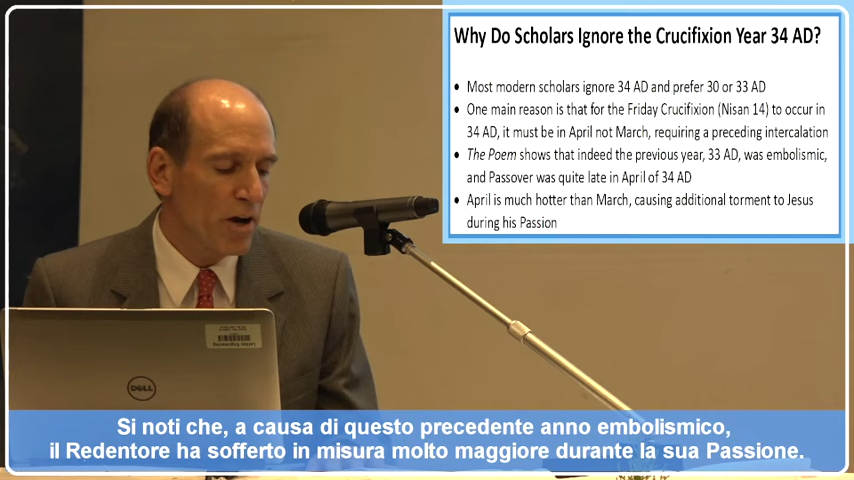 Why Do Scholars Ignore the Crucifixion Year 34 AD?
• Most modern scholars ignore 34 AD and prefer 30 or 33 AD
• One main reason is that for the Friday Crucifixion (Nisan 14) to occur in
34 AD, it must be in April not March, requiring a preceding intercalation
• The Poem shows that indeed the previous year, 33 AD, was embolismic,
and Passover was quite late in April of 34 AD
• April is much hotter than March, causing additional torment to Jesus
during his Passion
DELL
Si noti che, a causa di questo precedente anno embolismico,
il Redentore ha sofferto in misura molto maggiore durante la sua Passione.